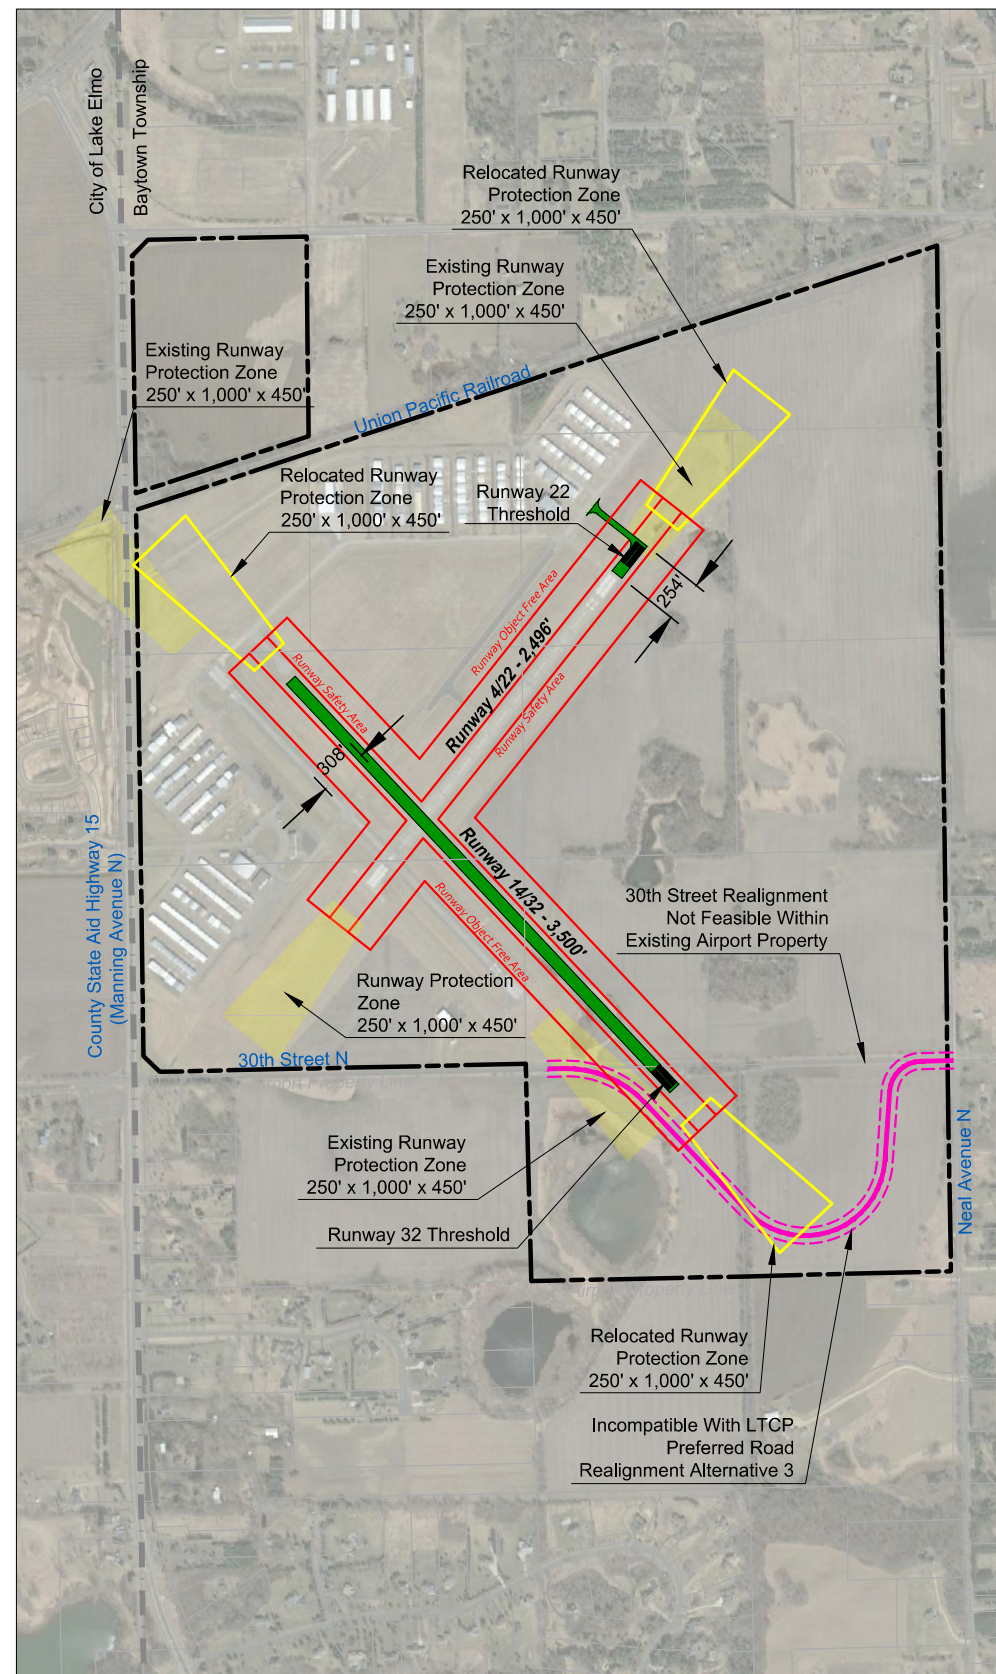 City of Lake Elmo
Baytown Township
Relocated Runway
Protection Zone
250' x 1,000' x 450'
Existing Runway
Protection Zone
250' x 1,000' x 450'
Existing Runway
Protection Zone
250' x 1,000' x 450'
Union Pacific Railroad
Relocated Runway
Protection Zone
250' x 1,000' x 450'
Runway 22
Threshold
254'
Runway Object Free Area
Runway 4/22 - 2,496'
Runway Safety Area
Runway Safety Area
308'
County State Aid Highway 15
(Manning Avenue N)
Runway 14/32 - 3,500'
Runway Object Free Area
30th Street Realignment
Not Feasible Within
Existing Airport Property
Runway Protection
Zone
250' x 1,000' x 450'
30th Street N
Existing Runway
Protection Zone
250' x 1,000' x 450'
Runway 32 Threshold
Neal Avenue N
Airport Property Line
Relocated Runway
Protection Zone
250' x 1,000' x 450'
Incompatible With LTCP
Preferred Road
Realignment Alternative 3